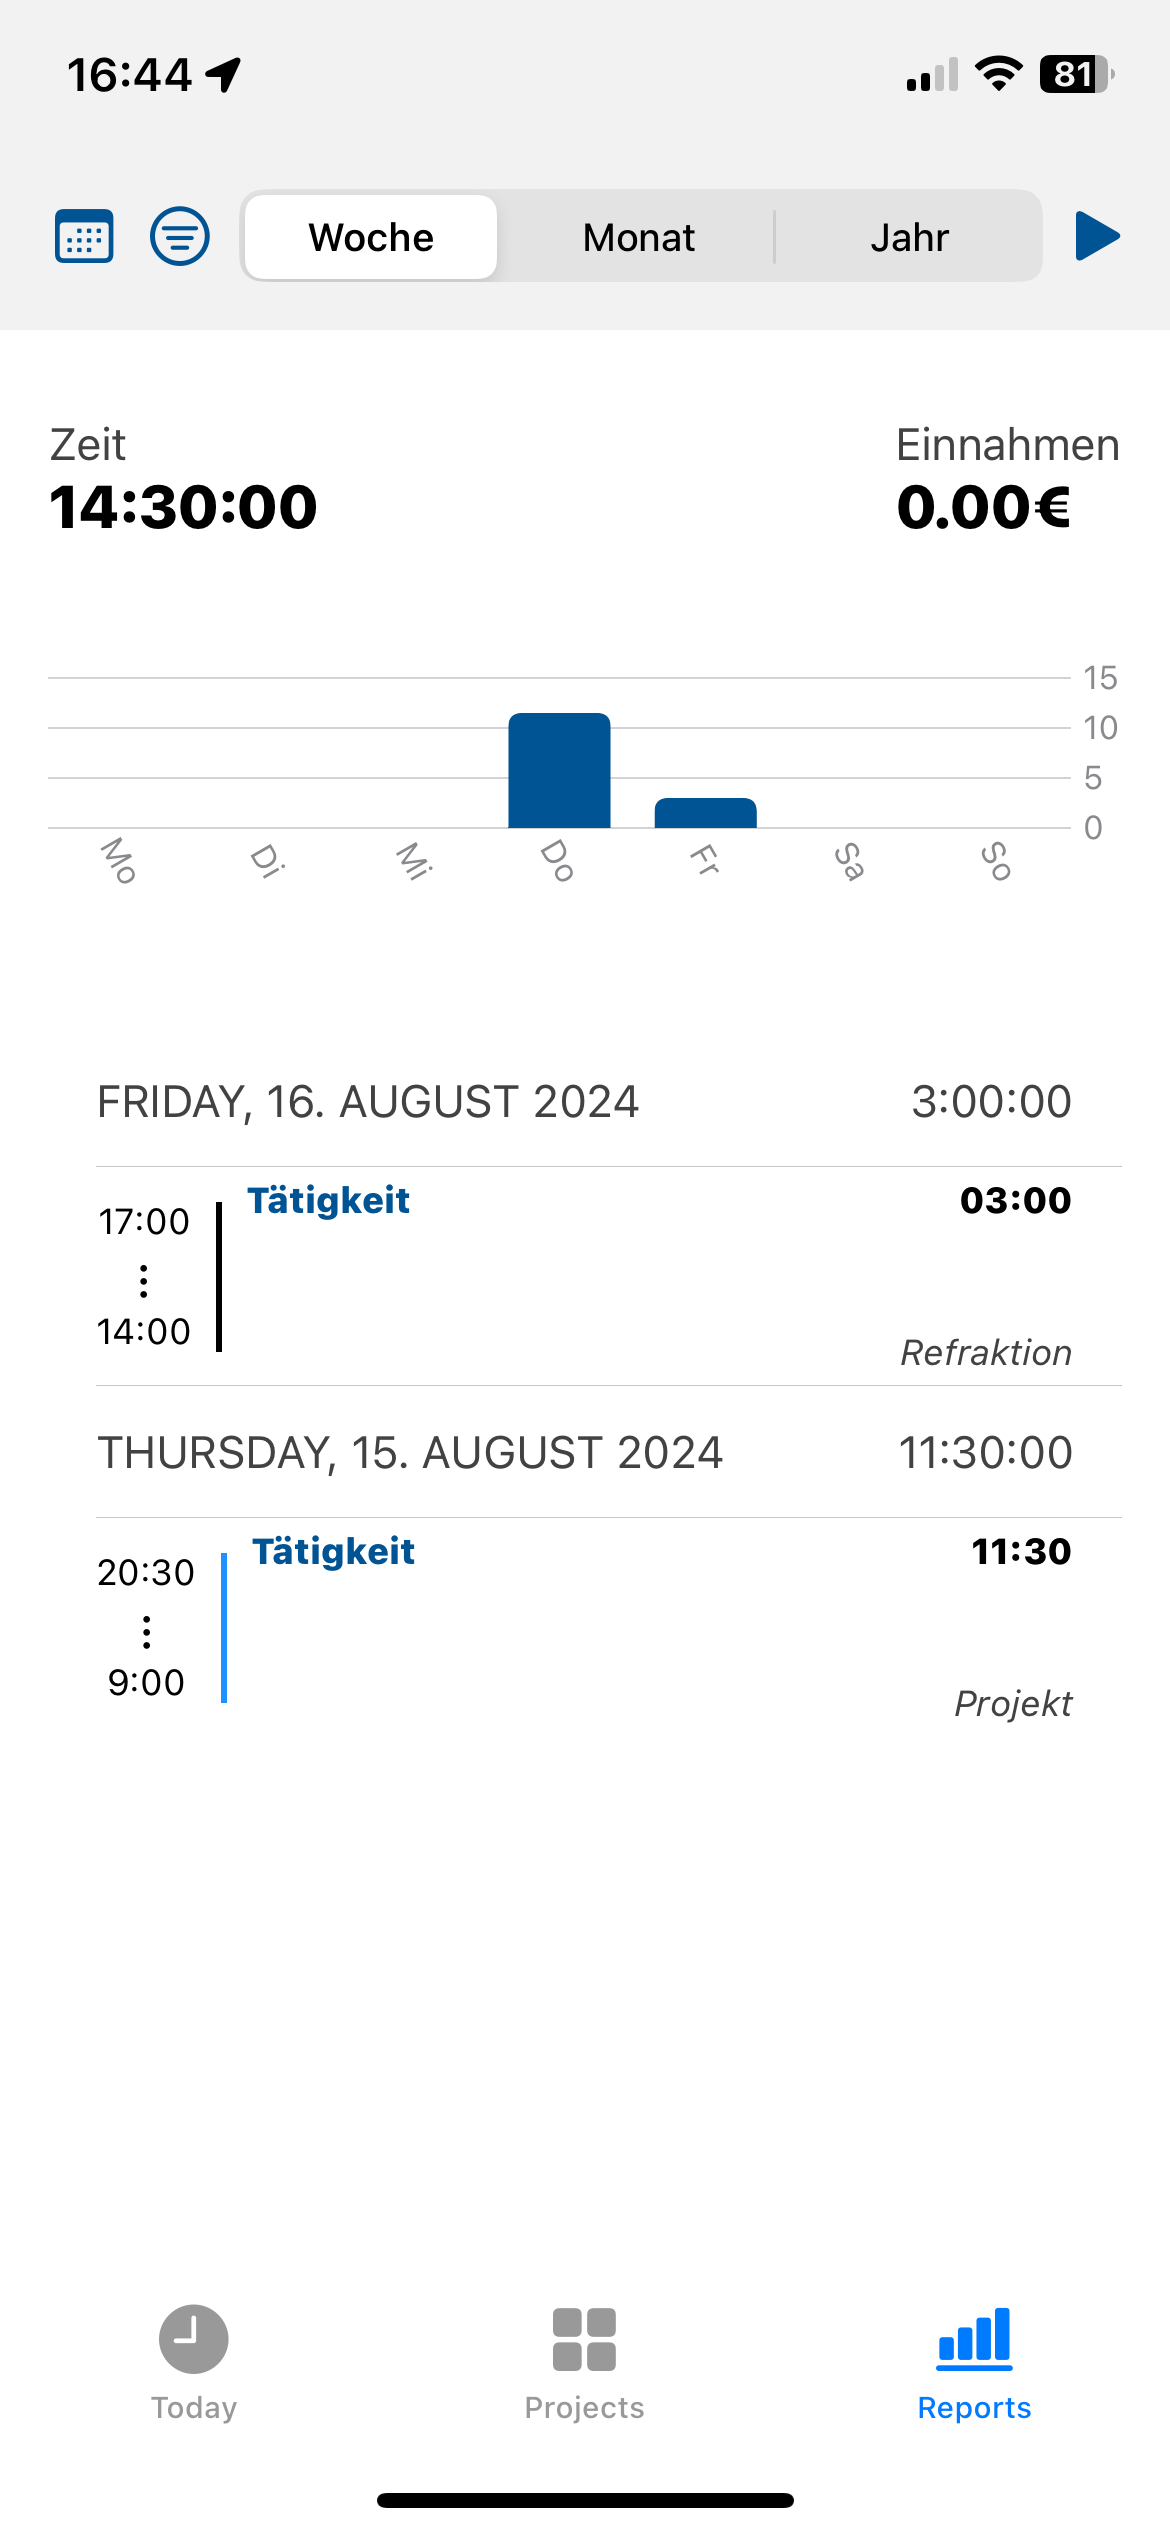 16:44
81
Woche Monat Jahr
Zeit Einnahmen
14:30:00 0.00€
15
10
5
0
Mo Di Mi Do Fr Sa So
FRIDAY, 16. AUGUST 2024 3:00:00
Tätigkeit 03:00
17:00
14:00
Refraktion
THURSDAY, 15. AUGUST 2024 11:30:00
Tätigkeit 11:30
20:30
9:00
Projekt
Today Projects Reports